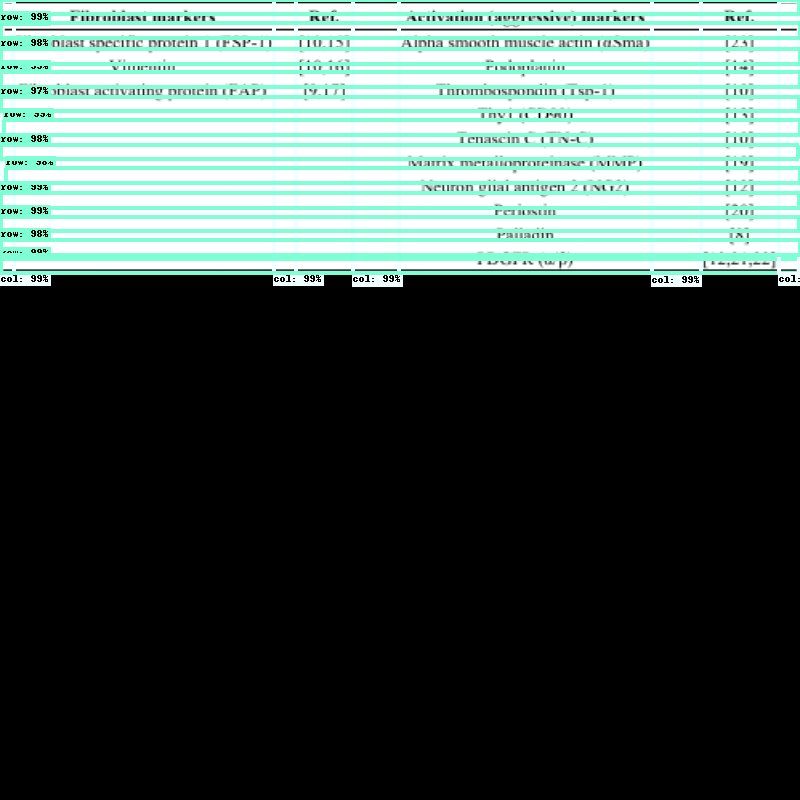 row: 99% Fibroblast markers Ref. Activation (aggressive) markers Ref.
row: 98% blast specific protein 1 (FSP-1) [10,15] Alpha smooth muscle actin (αSma) [23]
row: 99% Vimentin [10,16] Podoplanin [14]
row: 97% blast activating protein (FAP) [9,17] Thrombospondin (Tsp-1) [10]
row: 99% Thy1 (CD90) [13]
row: 98% Tenascin C (TN-C) [10]
row: 98% Matrix metalloproteinase (MMP) [19]
row: 99% Neuron glial antigen 2 (NG2) [12]
row: 99% Periostin [20]
row: 98% Palladin [8]
row: 99% PDGFR (α/β) [12,21,22]
col: 99% col: 99% col: 99% col: 99% col: